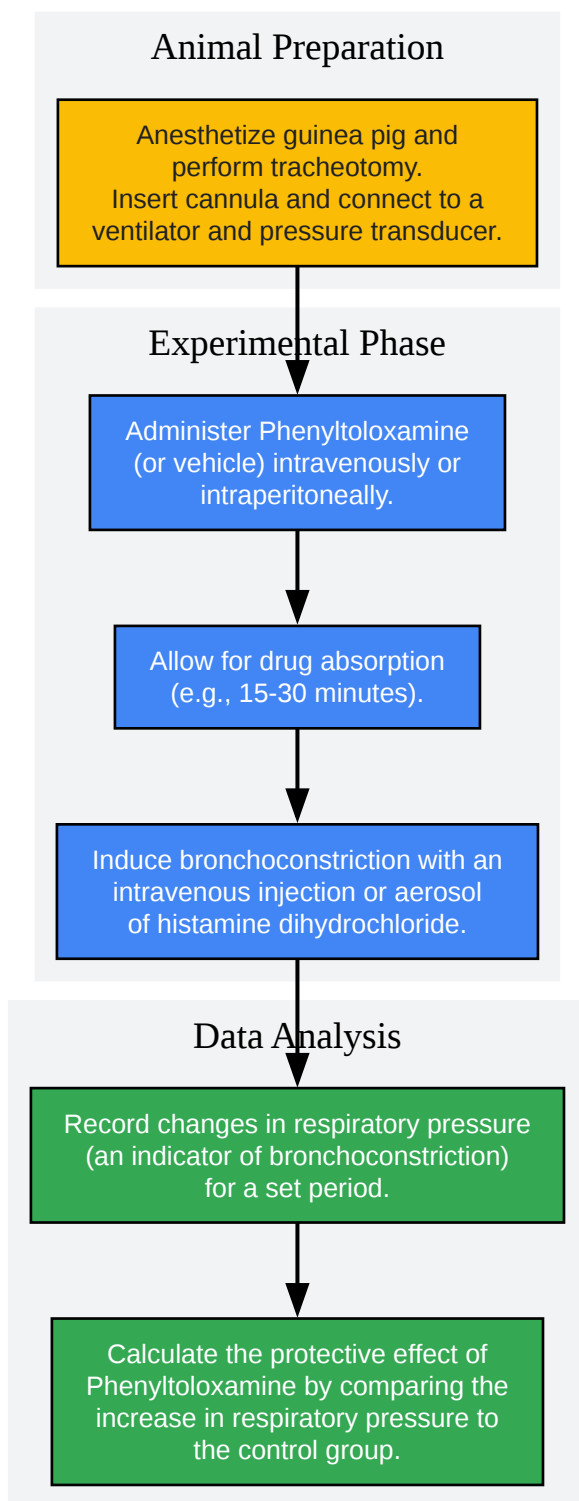 Animal Preparation
Anesthetize guinea pig and
perform tracheotomy.
Insert cannula and connect to a
ventilator and pressure transducer.
Experimental Phase
Administer Phenyltoloxamine
(or vehicle) intravenously or
intraperitoneally.
Allow for drug absorption
(e.g., 15-30 minutes).
Induce bronchoconstriction with an
intravenous injection or aerosol
of histamine dihydrochloride.
Data Analysis
Record changes in respiratory pressure
(an indicator of bronchoconstriction)
for a set period.
Calculate the protective effect of
Phenyltoloxamine by comparing the
increase in respiratory pressure to
the control group.